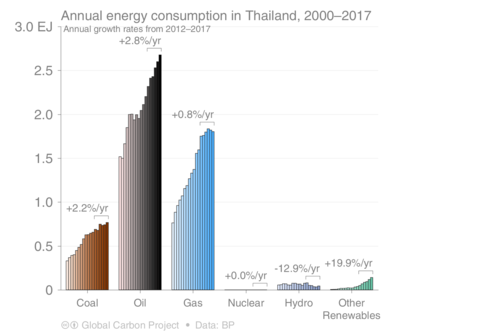 Annual energy consumption in Thailand, 2000–2017
3.0 EJ
Annual growth rates from 2012–2017
+2.8%/yr
2.5
2.0
+0.8%/yr
1.5
1.0
+2.2%/yr
0.5
+0.0%/yr
-12.9%/yr
+19.9%/yr
0
Coal
Oil
Gas
Nuclear
Hydro
Other
Renewables
Global Carbon Project • Data: BP